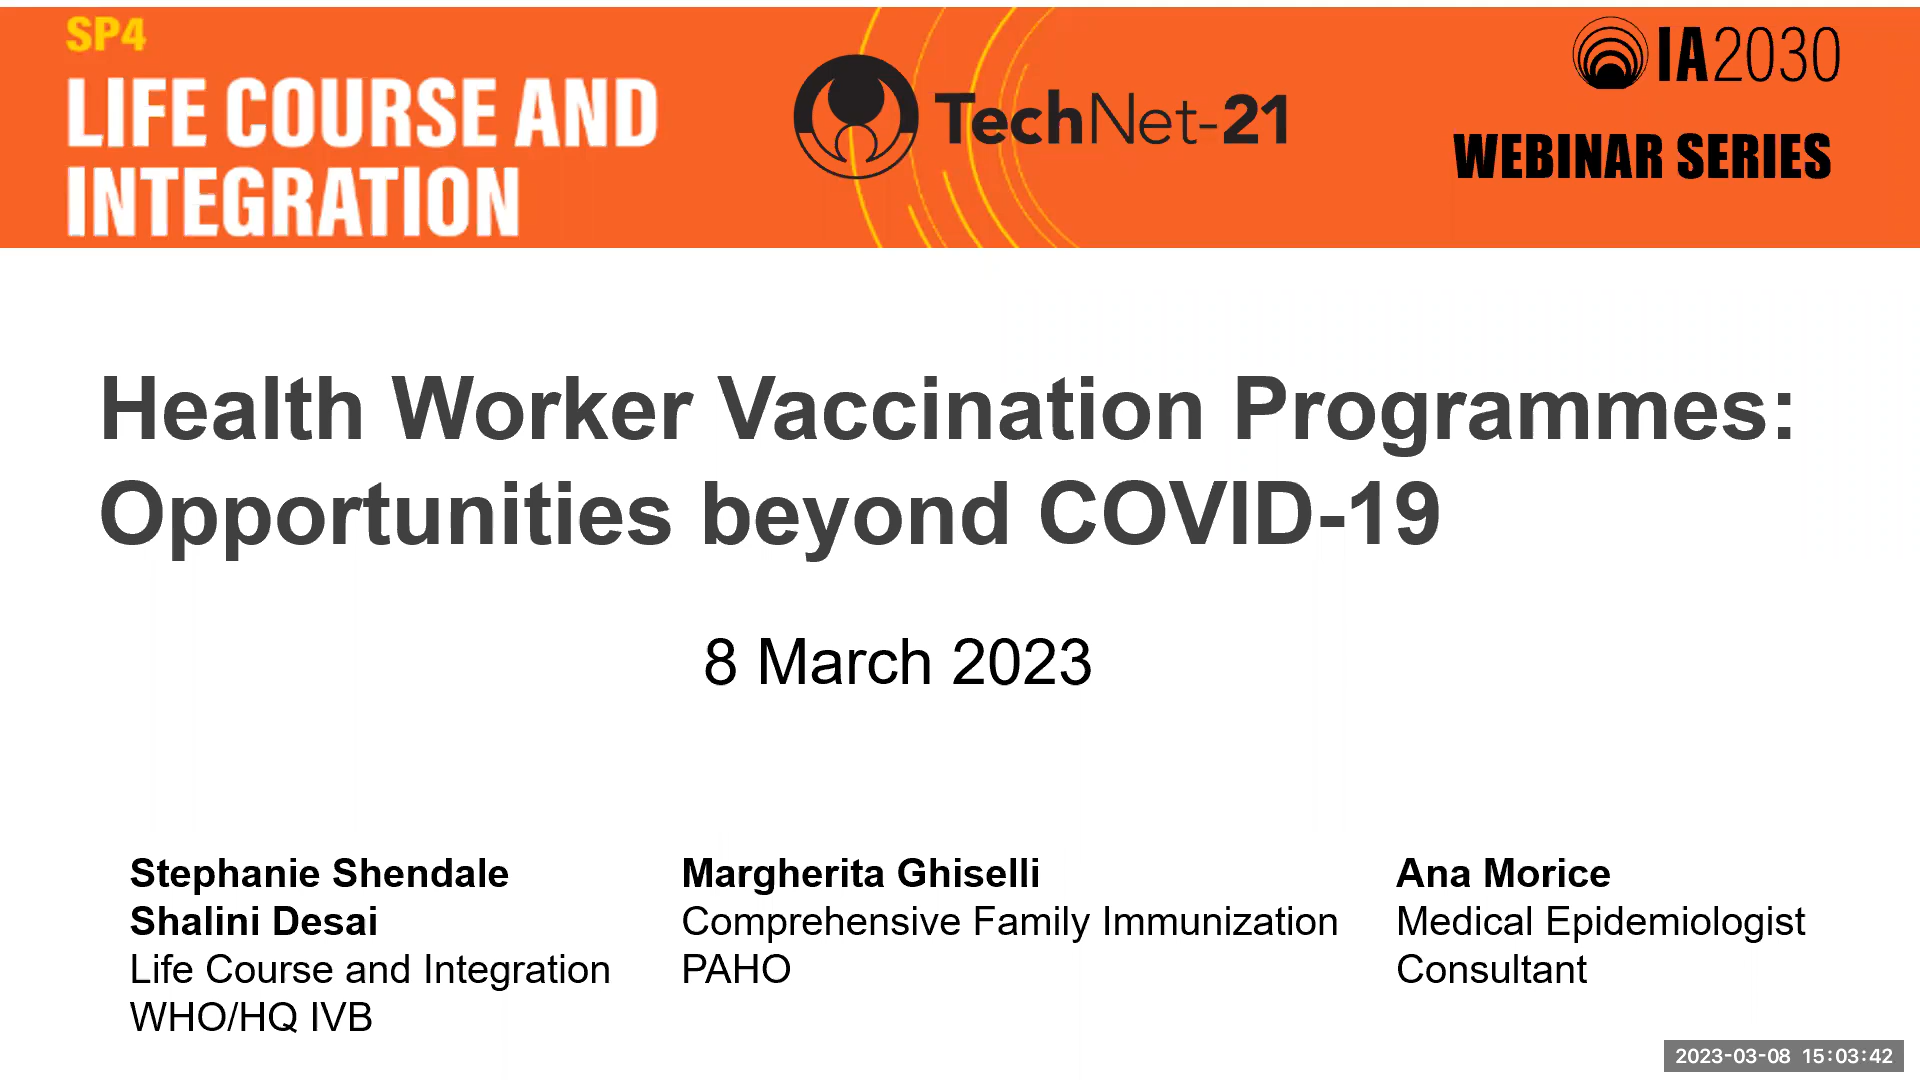 SP4
LIFE COURSE AND
INTEGRATION
TechNet-21
IA2030
WEBINAR SERIES
Health Worker Vaccination Programmes:
Opportunities beyond COVID-19
8 March 2023
Stephanie Shendale
Shalini Desai
Life Course and Integration
WHO/HQ IVB
Margherita Ghiselli
Comprehensive Family Immunization
PAHO
Ana Morice
Medical Epidemiologist
Consultant
2023-03-08 15:03:42